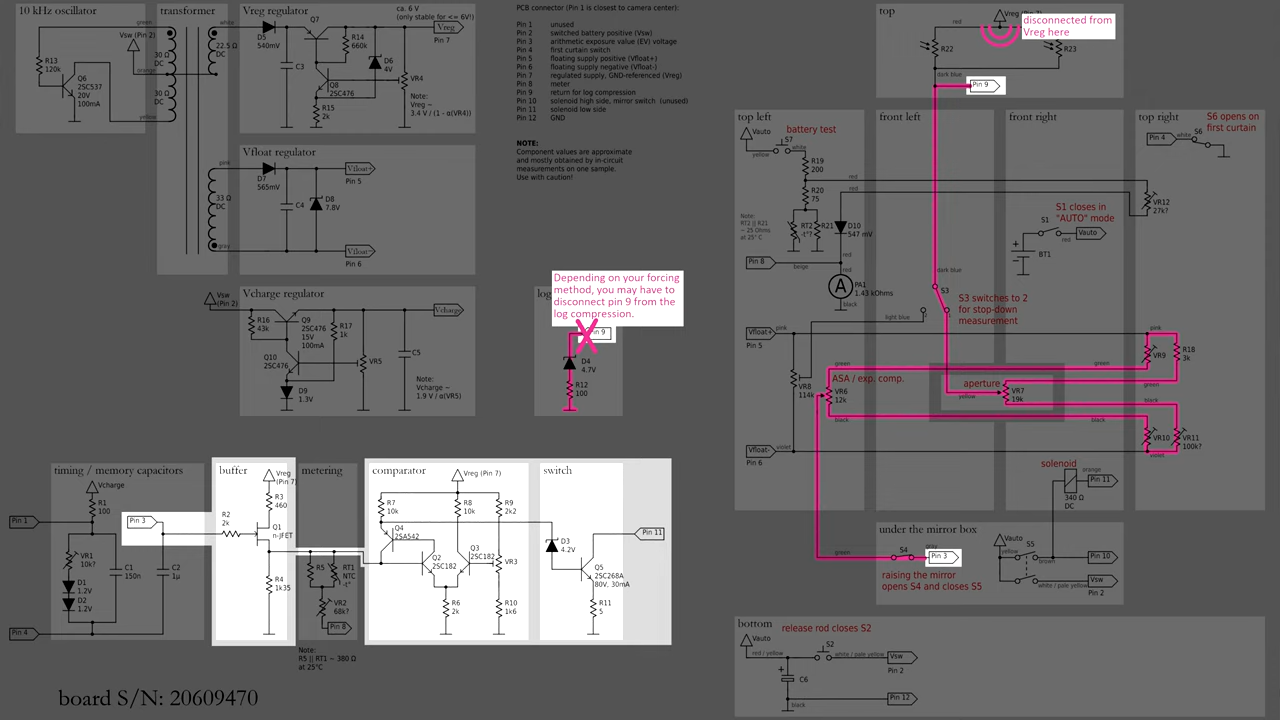 10 kHz oscillator
green
Vsw (Pin 2)
R13
120k
Q6
2SC537
20V
100mA
orange
yellow
transformer
white
30 Ω
DC
22.5 Ω
DC
30 Ω
DC
pink
33 Ω
DC
gray
Vreg regulator
ca. 6 V
(only stable for <= 6V!)
Q7
D5
540mV
R14
660k
D6
4V
Vreg
Pin 7
C3
Q8
2SC476
VR4
R15
2k
Note:
Vreg ~
3.4 V / (1 - α(VR4))
Vfloat regulator
D7
565mV
Vfloat+
Pin 5
C4
D8
7.8V
Vfloat-
Pin 6
Vcharge regulator
Vsw
(Pin 2)
R16
43k
Q9
2SC476
15V
100mA
R17
1k
Vcharge
Q10
2SC476
VR5
C5
D9
1.3V
Note:
Vcharge ~
1.9 V / α(VR5)
PCB connector (Pin 1 is closest to camera center):
Pin 1 unused
Pin 2 switched battery positive (Vsw)
Pin 3 arithmetic exposure value (EV) voltage
Pin 4 first curtain switch
Pin 5 floating supply positive (Vfloat+)
Pin 6 floating supply negative (Vfloat-)
Pin 7 regulated supply, GND-referenced (Vreg)
Pin 8 meter
Pin 9 return for log compression
Pin 10 solenoid high side, mirror switch (unused)
Pin 11 solenoid low side
Pin 12 GND
NOTE:
Component values are approximate
and mostly obtained by in-circuit
measurements on one sample.
Use with caution!
Depending on your forcing
method, you may have to
disconnect pin 9 from the
log compression.
log
Pin 9
D4
4.7V
R12
100
timing / memory capacitors
Vcharge
R1
100
Pin 1
VR1
10k?
D1
1.2V
D2
1.2V
C1
150n
C2
1µ
Pin 3
Pin 4
buffer
Vreg
(Pin 7)
R3
460
R2
2k
Q1
n-JFET
R4
1k35
metering
R5
RT1
NTC
-t°
VR2
68k?
Pin 8
Note:
R5 || RT1 ~ 380 Ω
at 25°C
comparator
Vreg (Pin 7)
R7
10k
R8
10k
R9
2k2
Q4
2SA542
Q2
2SC182
Q3
2SC182
VR3
R6
2k
R10
1k6
switch
D3
4.2V
Pin 11
Q5
2SC268A
80V, 30mA
R11
5
board S/N: 20609470
top
red
Vreg (Pin 7)
disconnected from
Vreg here
R22
R23
dark blue
Pin 9
top left
Vauto
battery test
S7
yellow
white
R19
200
red
R20
75
red
Note:
RT2 || R21
~ 25 Ohms
at 25° C
RT2
-t°
R21
D10
547 mV
Pin 8
beige
red
red
A
PA1
1.43 kOhms
black
Vfloat+
Pin 5
pink
light blue
green
VR8
114k
ASA / exp. comp.
VR6
12k
black
Vfloat-
Pin 6
violet
front left
dark blue
S3
S3 switches to 2
for stop-down
measurement
aperture
yellow
VR7
19k
front right
S1 closes in
"AUTO" mode
S1
Vauto
red
BT1
green
green
black
black
solenoid
orange
Pin 11
340 Ω
DC
top right
S6 opens on
first curtain
Pin 4
white
S6
VR12
27k?
pink
VR9
R18
3k
VR10
VR11
100k?
violet
under the mirror box
green
S4
gray
Pin 3
raising the mirror
opens S4 and closes S5
Vauto
yellow
S5
brown
Pin 10
white / pale yellow
Vsw
Pin 2
bottom
release rod closes S2
Vauto
red / yellow
S2
white / pale yellow
Vsw
Pin 2
C6
Pin 12
black